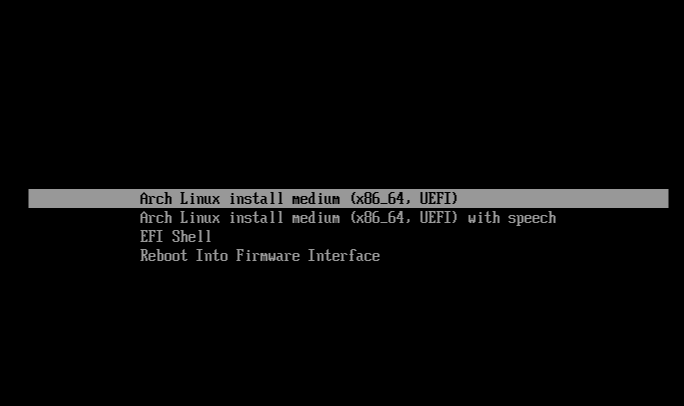 Arch Linux install medium (x86_64, UEFI)
Arch Linux install medium (x86_64, UEFI) with speech
EFI Shell
Reboot Into Firmware Interface